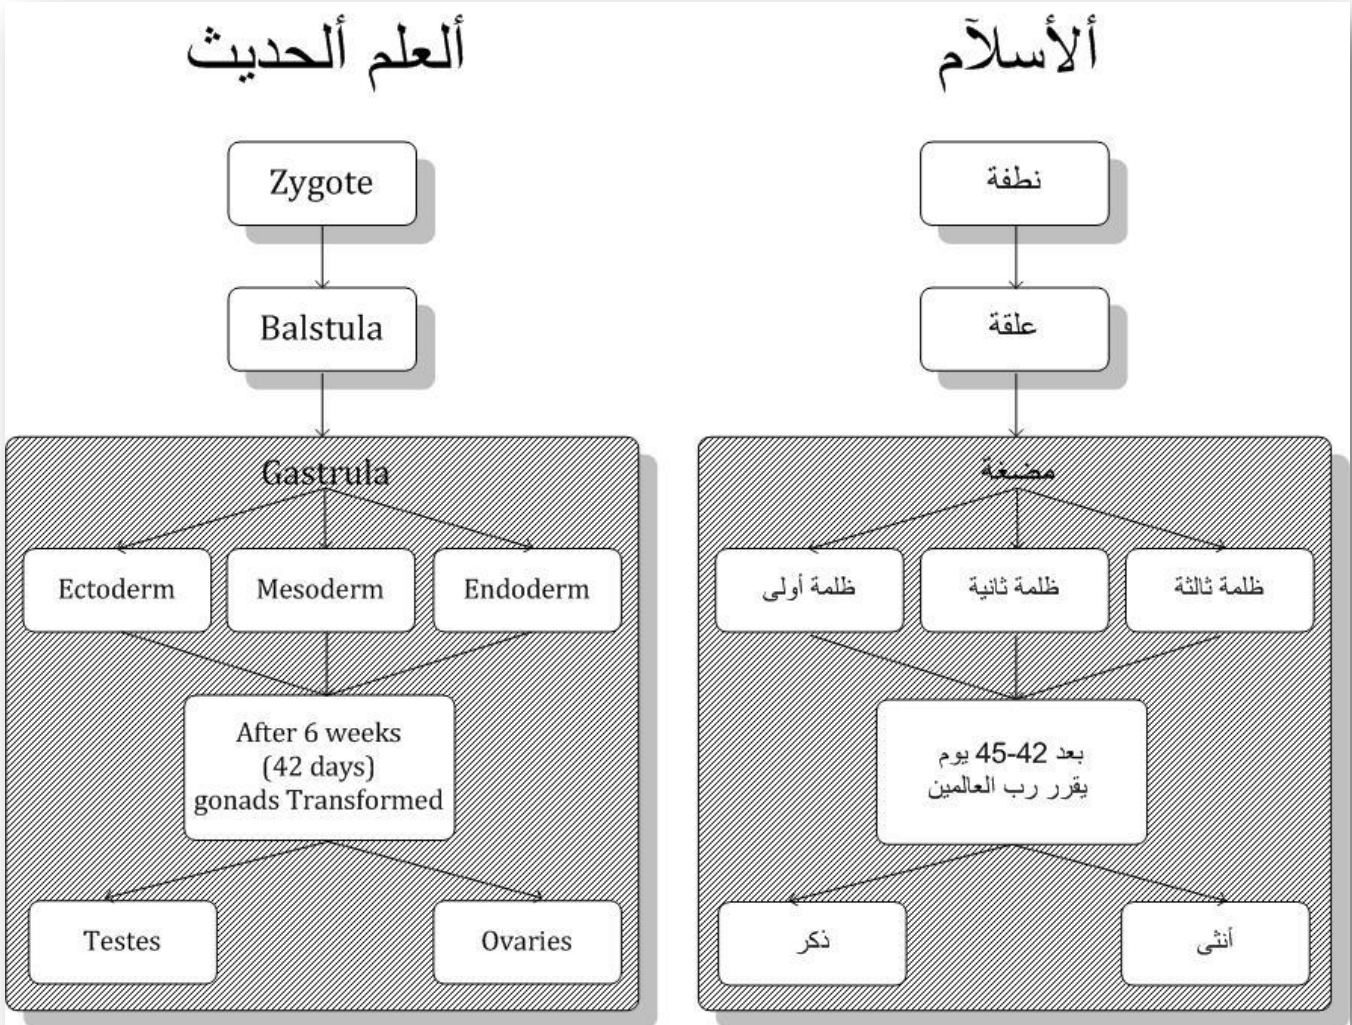 ألعلم ألحديث
Zygote
Balstula
Gastrula
Ectoderm
Mesoderm
Endoderm
After 6 weeks
(42 days)
gonads Transformed
Testes
Ovaries
ألأسلآم
نطفة
علقة
مضغة
ظلمة أولى
ظلمة ثانية
ظلمة ثالثة
بعد 42-45 يوم
يقرر رب العالمين
ذكر
أنثى